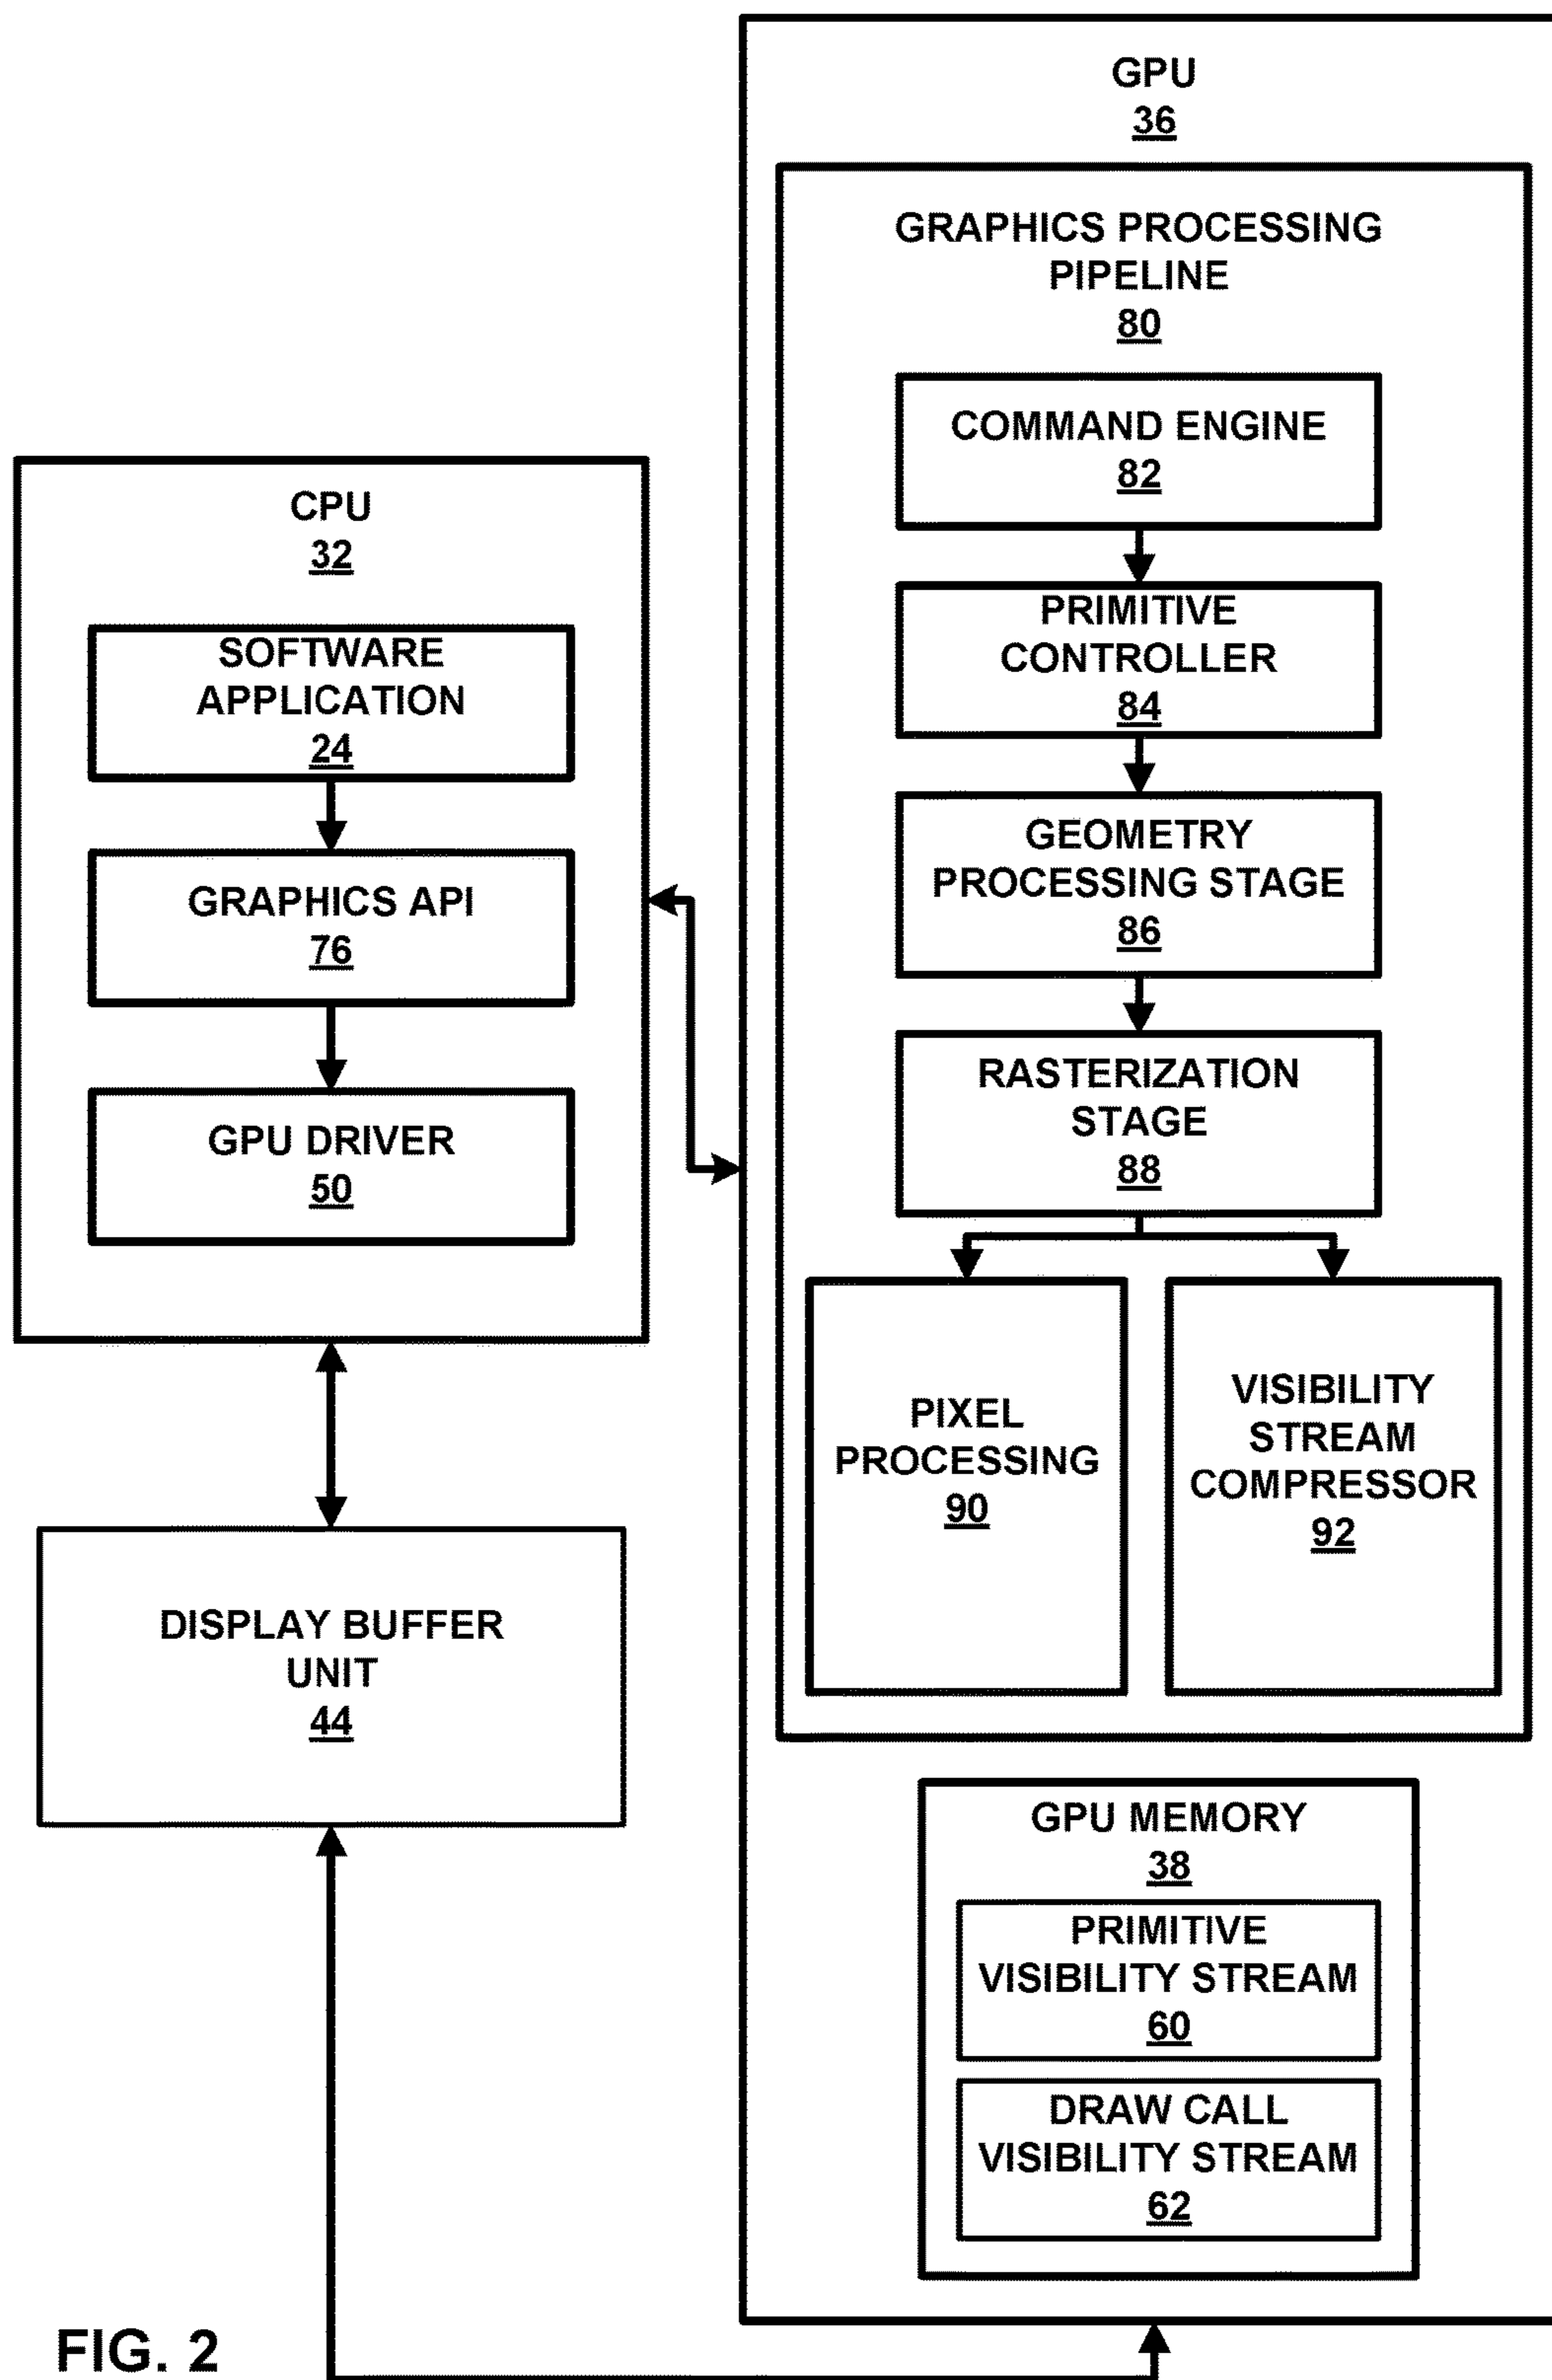 GPU
36
GRAPHICS PROCESSING
PIPELINE
80
COMMAND ENGINE
82
PRIMITIVE
CONTROLLER
84
GEOMETRY
PROCESSING STAGE
86
RASTERIZATION
STAGE
88
PIXEL
PROCESSING
90
VISIBILITY
STREAM
COMPRESSOR
92
GPU MEMORY
38
PRIMITIVE
VISIBILITY STREAM
60
DRAW CALL
VISIBILITY STREAM
62
CPU
32
SOFTWARE
APPLICATION
24
GRAPHICS API
76
GPU DRIVER
50
DISPLAY BUFFER
UNIT
44
FIG. 2